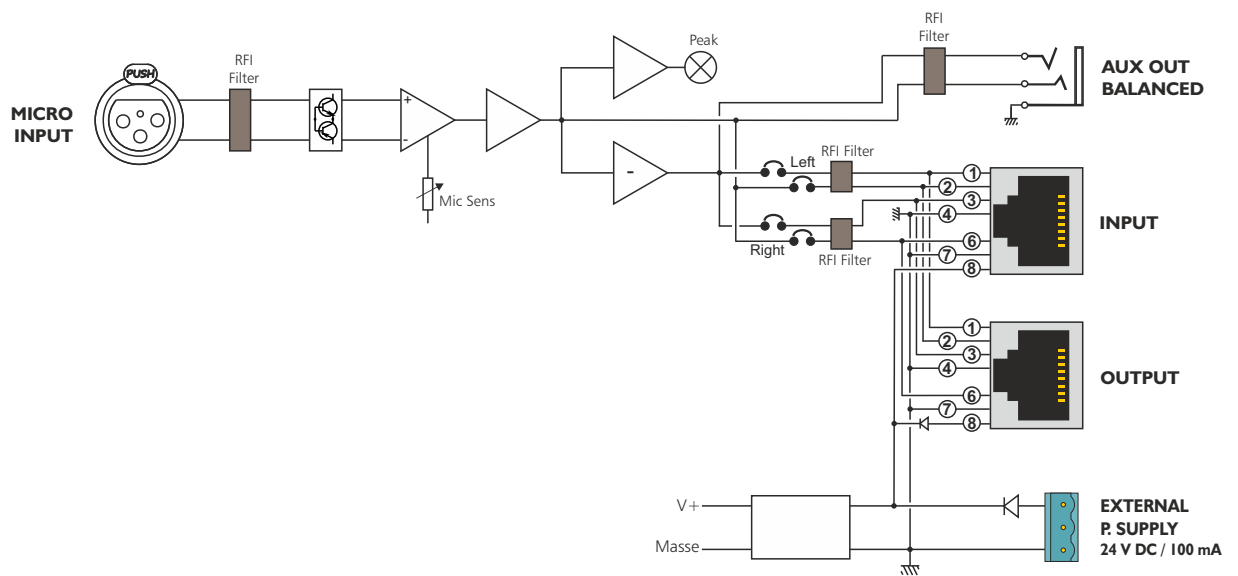 RFI
Filter
PUSH
MICRO
INPUT
+
-
Mic Sens
Peak
-
RFI
Filter
AUX OUT
BALANCED
Left
RFI Filter
Right
RFI Filter
1
2
3
4
6
7
8
INPUT
1
2
3
4
6
7
8
OUTPUT
V+
Masse
EXTERNAL
P. SUPPLY
24 V DC / 100 mA